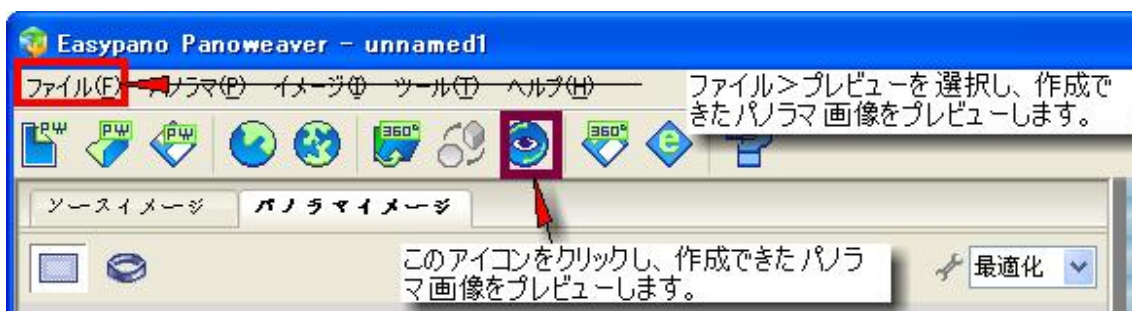 Easypano Panoweaver - unnamed1
ファイル(F) パノラマ(P) イメージ(I) ツール(T) ヘルプ(H)
ファイル＞プレビューを選択し、作成で
きたパノラマ画像をプレビューします。
PW PW PW 360° 360° e
ソースイメージ パノラマイメージ
このアイコンをクリックし、作成できたパノラ
マ画像をプレビューします。
最適化